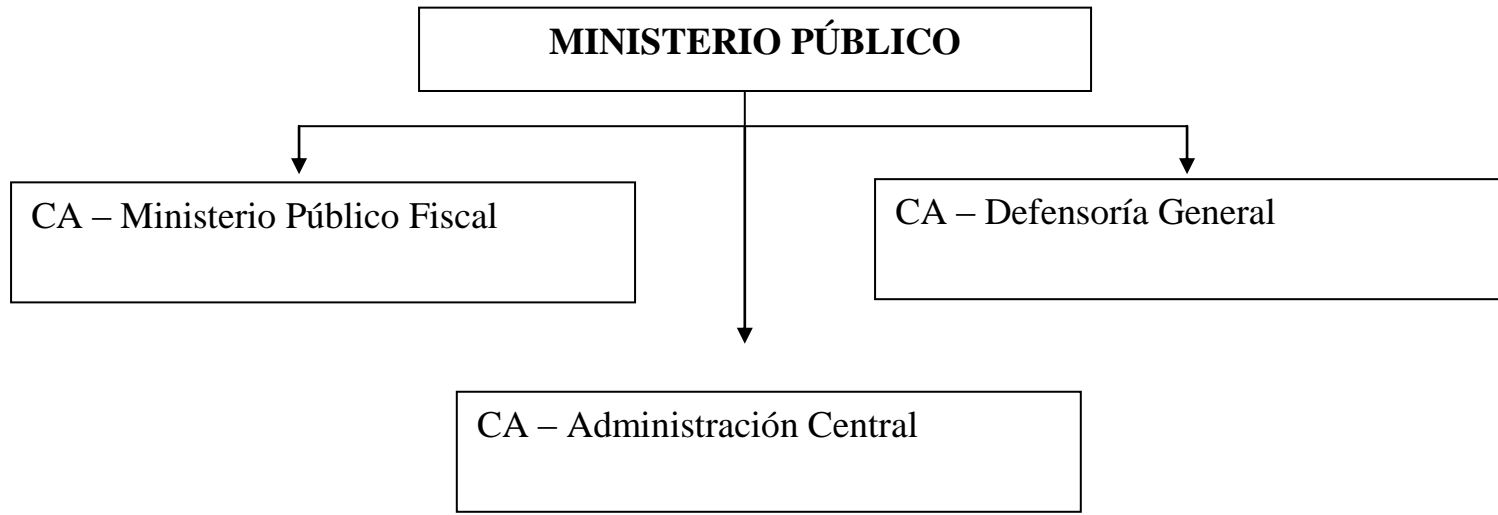 MINISTERIO PÚBLICO
CA – Ministerio Público Fiscal
CA – Defensoría General
CA – Administración Central